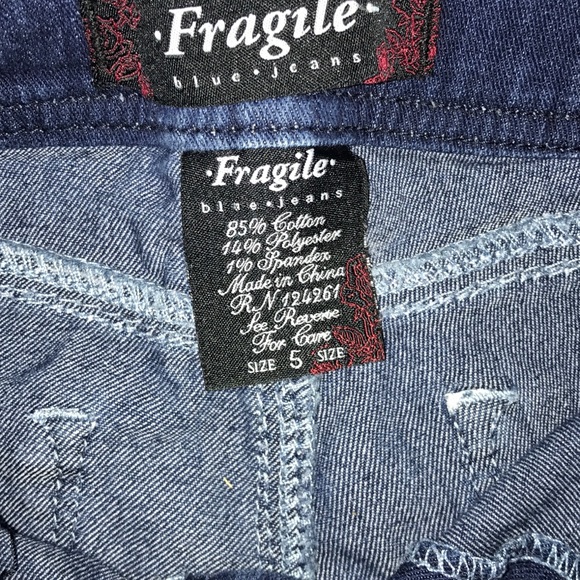 ·Fragile·
blue·jeans
·Fragile·
blue·jeans
85% Cotton
14% Polyester
1% Spandex
Made in China
R.N 124261
See Reverse
For Care
SIZE 5 SIZE